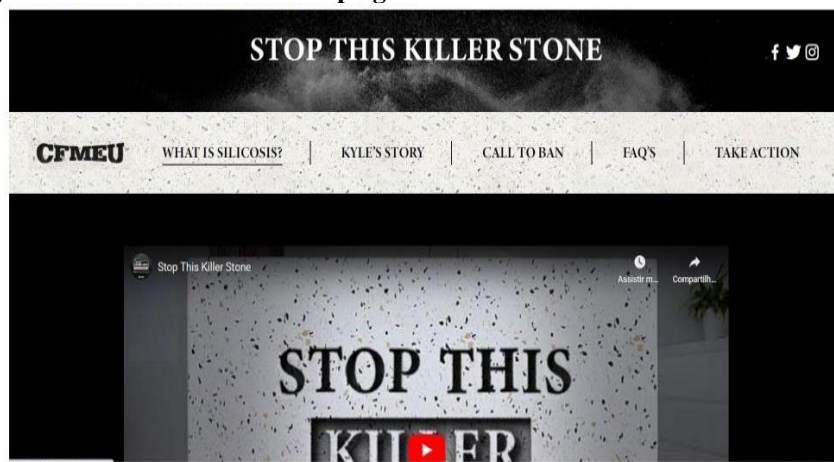 STOP THIS KILLER STONE
CFMEU WHAT IS SILICOSIS? KYLE'S STORY CALL TO BAN FAQ'S TAKE ACTION
Stop This Killer Stone
Assistir m... Compartilh...
STOP THIS
KILLER